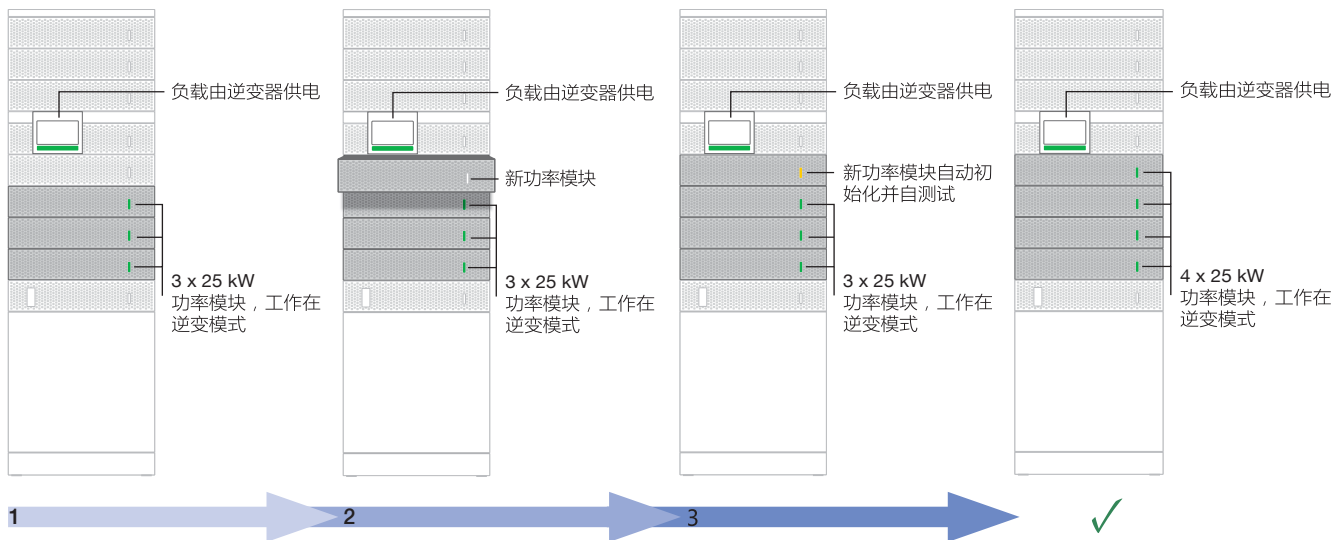 负载由逆变器供电
3 x 25 kW
功率模块，工作在
逆变模式
负载由逆变器供电
新功率模块
3 x 25 kW
功率模块，工作在
逆变模式
负载由逆变器供电
新功率模块自动初
始化并自测试
3 x 25 kW
功率模块，工作在
逆变模式
负载由逆变器供电
4 x 25 kW
功率模块，工作在
逆变模式
1
2
3